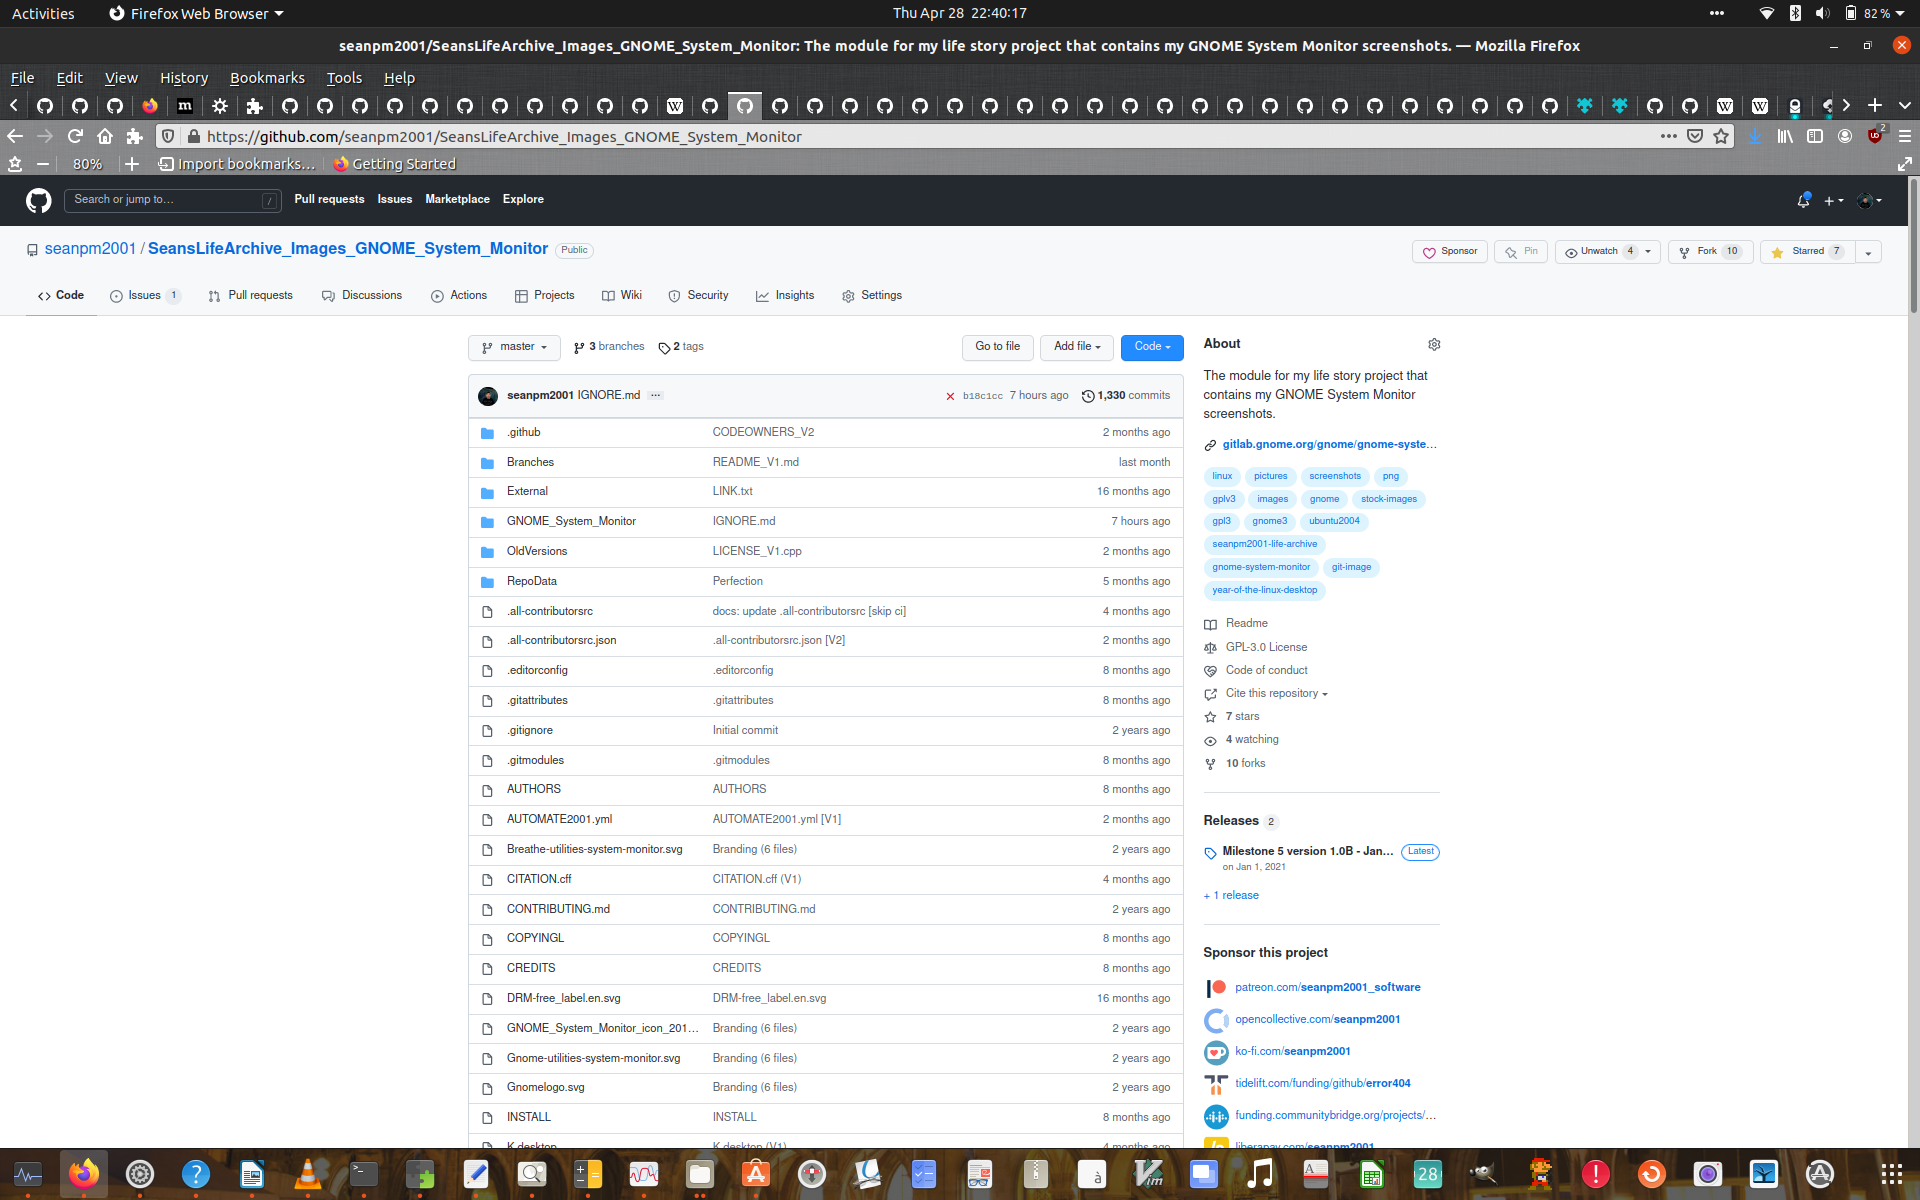 Activities Firefox Web Browser Thu Apr 28 22:40:17 82 %
seanpm2001/SeansLifeArchive_Images_GNOME_System_Monitor: The module for my life story project that contains my GNOME System Monitor screenshots. — Mozilla Firefox
File Edit View History Bookmarks Tools Help
https://github.com/seanpm2001/SeansLifeArchive_Images_GNOME_System_Monitor 2
80% Import bookmarks... Getting Started
Search or jump to... / Pull requests Issues Marketplace Explore
seanpm2001 / SeansLifeArchive_Images_GNOME_System_Monitor Public Sponsor Pin Unwatch 4 Fork 10 Starred 7
Code Issues 1 Pull requests Discussions Actions Projects Wiki Security Insights Settings
master 3 branches 2 tags Go to file Add file Code
seanpm2001 IGNORE.md ... b18c1cc 7 hours ago 1,330 commits
.github CODEOWNERS_V2 2 months ago
Branches README_V1.md last month
External LINK.txt 16 months ago
GNOME_System_Monitor IGNORE.md 7 hours ago
OldVersions LICENSE_V1.cpp 2 months ago
RepoData Perfection 5 months ago
.all-contributorsrc docs: update .all-contributorsrc [skip ci] 4 months ago
.all-contributorsrc.json .all-contributorsrc.json [V2] 2 months ago
.editorconfig .editorconfig 8 months ago
.gitattributes .gitattributes 8 months ago
.gitignore Initial commit 2 years ago
.gitmodules .gitmodules 8 months ago
AUTHORS AUTHORS 8 months ago
AUTOMATE2001.yml AUTOMATE2001.yml [V1] 2 months ago
Breathe-utilities-system-monitor.svg Branding (6 files) 2 years ago
CITATION.cff CITATION.cff (V1) 4 months ago
CONTRIBUTING.md CONTRIBUTING.md 2 years ago
COPYINGL COPYINGL 8 months ago
CREDITS CREDITS 8 months ago
DRM-free_label.en.svg DRM-free_label.en.svg 16 months ago
GNOME_System_Monitor_icon_201... Branding (6 files) 2 years ago
Gnome-utilities-system-monitor.svg Branding (6 files) 2 years ago
Gnomelogo.svg Branding (6 files) 2 years ago
INSTALL INSTALL 8 months ago
K.desktop K.desktop (V1) 4 months ago
About
The module for my life story project that
contains my GNOME System Monitor
screenshots.
gitlab.gnome.org/gnome/gnome-syste...
linux pictures screenshots png
gplv3 images gnome stock-images
gpl3 gnome3 ubuntu2004
seanpm2001-life-archive
gnome-system-monitor git-image
year-of-the-linux-desktop
Readme
GPL-3.0 License
Code of conduct
Cite this repository
7 stars
4 watching
10 forks
Releases 2
Milestone 5 version 1.0B - Jan... Latest
on Jan 1, 2021
+ 1 release
Sponsor this project
patreon.com/seanpm2001_software
opencollective.com/seanpm2001
ko-fi.com/seanpm2001
tidelift.com/funding/github/error404
funding.communitybridge.org/projects/...
liberapay.com/seanpm2001
28